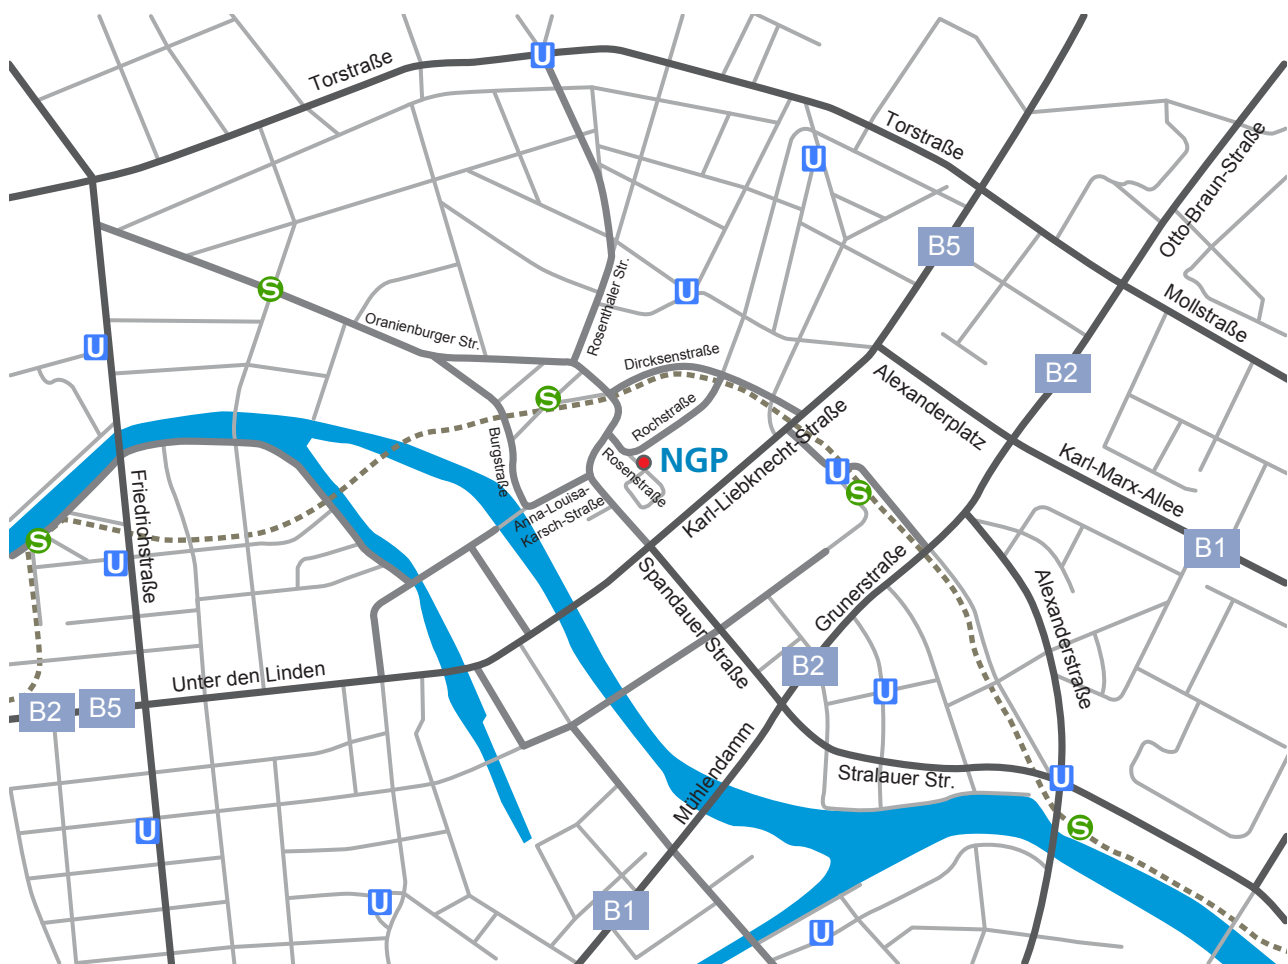 U
Torstraße
Torstraße
U
Otto-Braun-Straße
B5
S
U
Rosenthaler Str.
Mollstraße
Oranienburger Str.
U
Dircksenstraße
B2
Alexanderplatz
S
Rochstraße
Burgstraße
NGP
Rosenstraße
Karl-Liebknecht-Straße
U
S
Karl-Marx-Allee
Friedrichstraße
Anna-Louisa-
Karsch-Straße
S
U
B1
Spandauer Straße
Grunerstraße
Alexanderstraße
Unter den Linden
B2
U
B2
B5
Mühlendamm
Stralauer Str.
U
U
S
U
B1
U